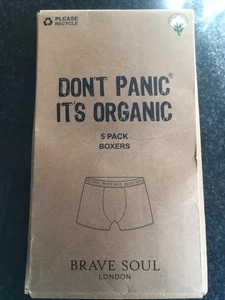 PLEASE
RECYCLE
DON'T PANIC®
IT'S ORGANIC
5 PACK
BOXERS
BRAVE SOUL
LONDON